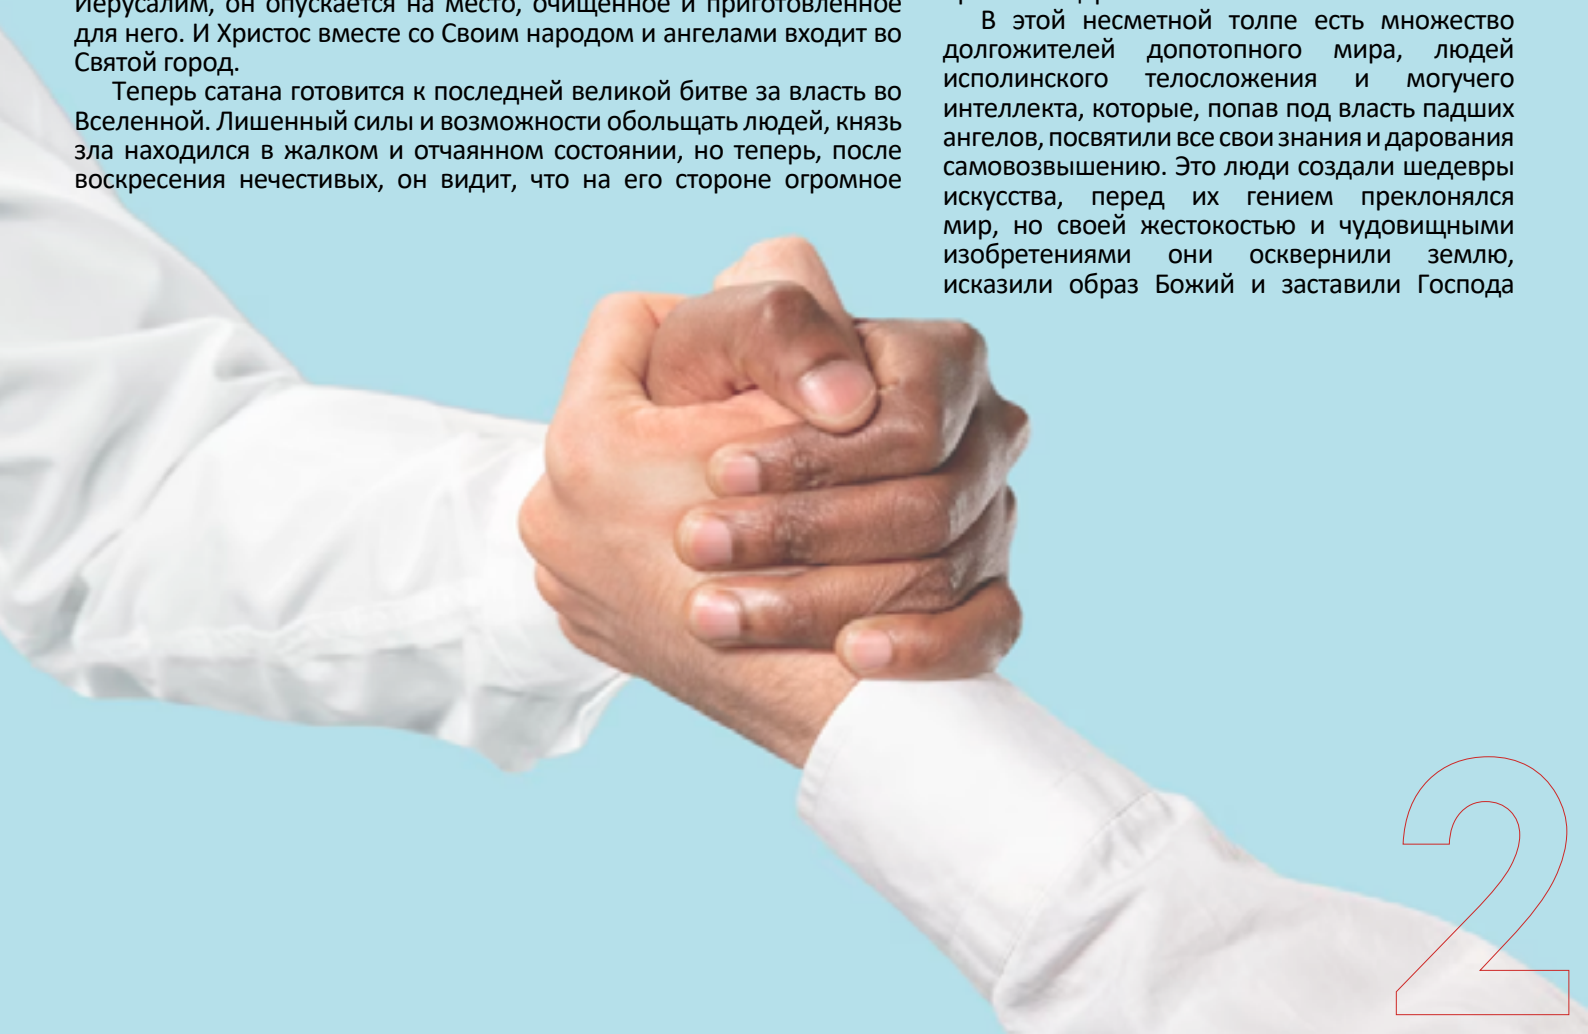 Иерусалим, он опускается на место, очищенное и приготовленное
для него. И Христос вместе со Своим народом и ангелами входит во
Святой город.
Теперь сатана готовится к последней великой битве за власть во
Вселенной. Лишенный силы и возможности обольщать людей, князь
зла находился в жалком и отчаянном состоянии, но теперь, после
воскресения нечестивых, он видит, что на его стороне огромное
В этой несметной толпе есть множество
долгожителей допотопного мира, людей
исполинского телосложения и могучего
интеллекта, которые, попав под власть падших
ангелов, посвятили все свои знания и дарования
самовозвышению. Это люди создали шедевры
искусства, перед их гением преклонялся
мир, но своей жестокостью и чудовищными
изобретениями они осквернили землю,
исказили образ Божий и заставили Господа
2